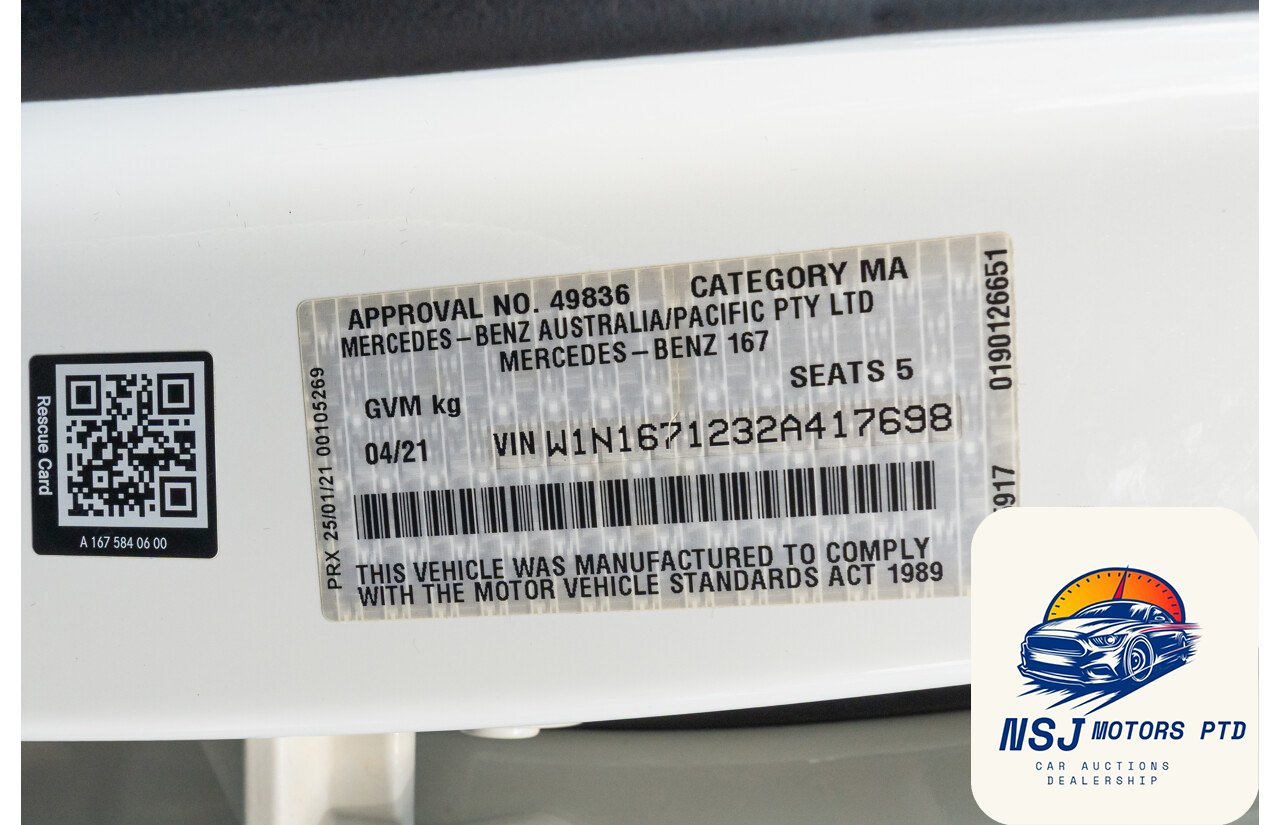 APPROVAL NO. 49836 CATEGORY MA
MERCEDES-BENZ AUSTRALIA/PACIFIC PTY LTD
MERCEDES-BENZ 167
SEATS 5
GVM kg
04/21 VIN W1N1671232A417698
THIS VEHICLE WAS MANUFACTURED TO COMPLY
WITH THE MOTOR VEHICLE STANDARDS ACT 1989
PRX 25/01/21 00105269
0190126651
917
Rescue Card
A 167 584 06 00
NSJ MOTORS PTD
CAR AUCTIONS
DEALERSHIP